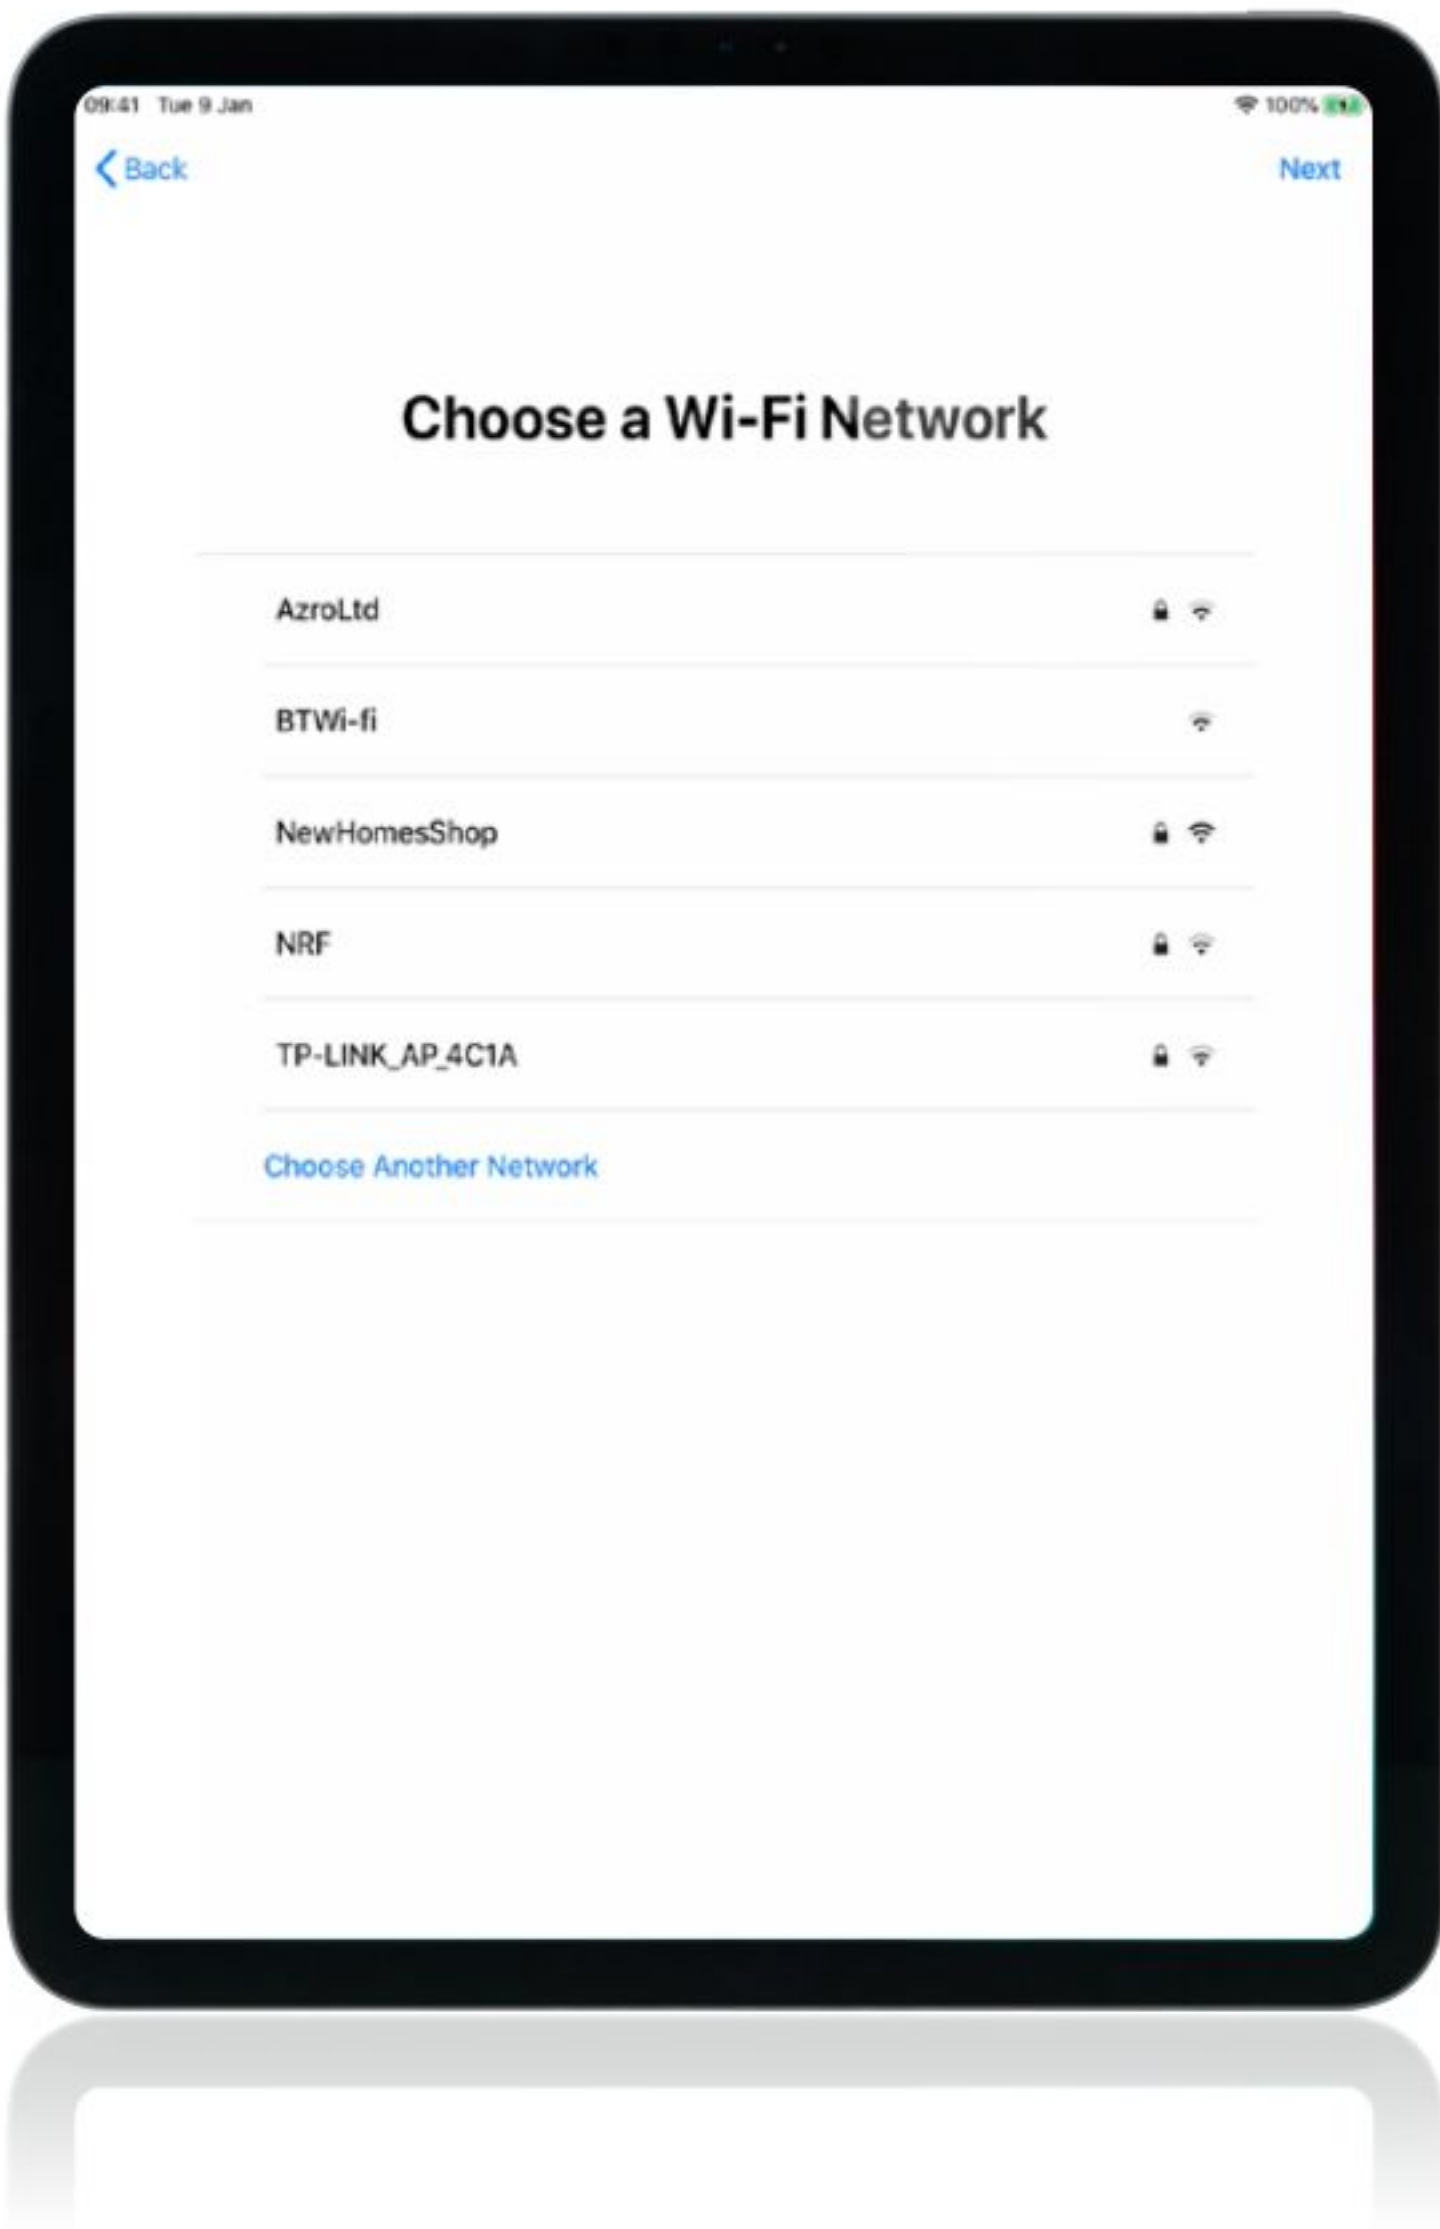 09:41 Tue 9 Jan 100%
Back Next
Choose a Wi-Fi Network
AzroLtd
BTWi-fi
NewHomesShop
NRF
TP-LINK_AP_4C1A
Choose Another Network